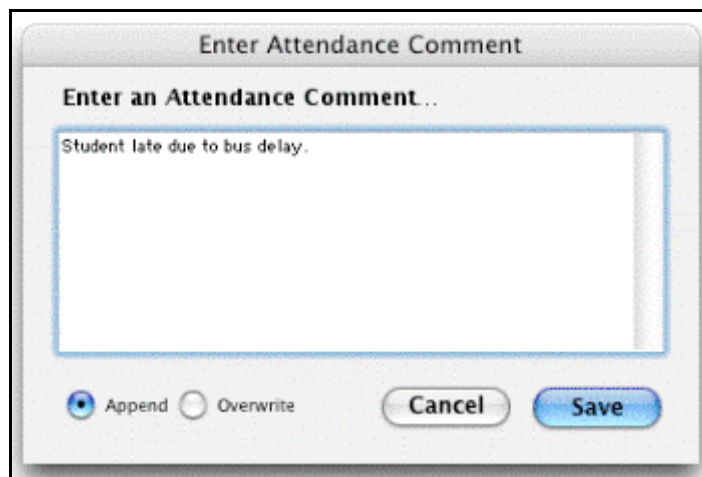 Enter Attendance Comment
Enter an Attendance Comment...
Student late due to bus delay.
Append Overwrite Cancel Save